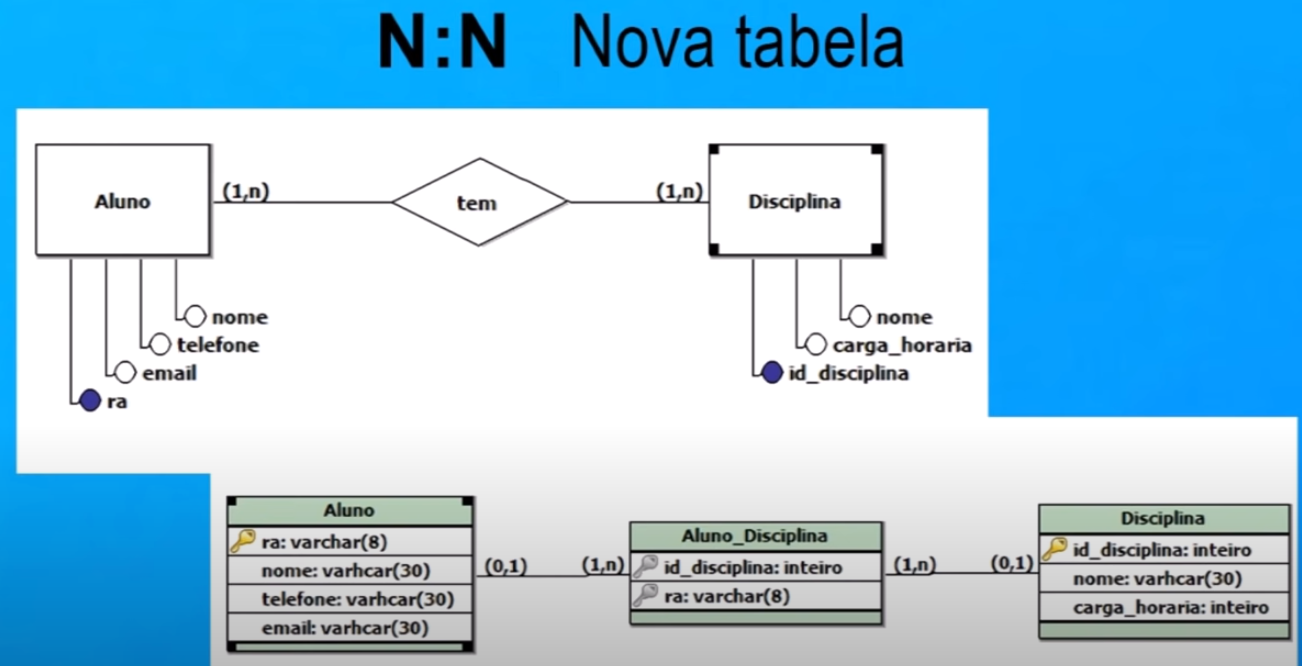 N:N Nova tabela
Aluno
(1,n)
tem
(1,n)
Disciplina
nome
telefone
email
ra
nome
carga_horaria
id_disciplina
Aluno
ra: varchar(8)
nome: varhcar(30)
telefone: varhcar(30)
email: varhcar(30)
(0,1)
(1,n)
Aluno_Disciplina
id_disciplina: inteiro
ra: varchar(8)
(1,n)
(0,1)
Disciplina
id_disciplina: inteiro
nome: varhcar(30)
carga_horaria: inteiro